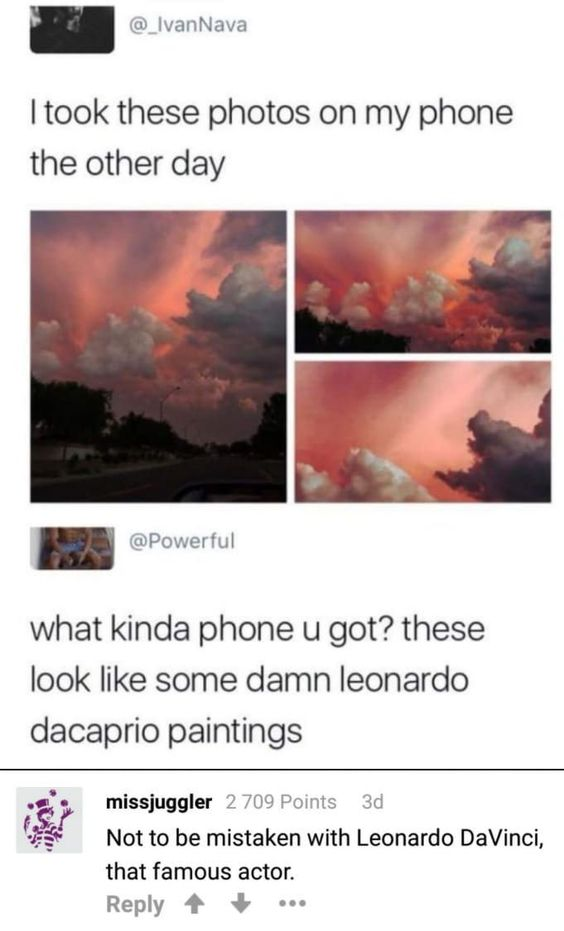 @_IvanNava
I took these photos on my phone
the other day
@Powerful
what kinda phone u got? these
look like some damn leonardo
dacaprio paintings
missjuggler 2 709 Points 3d
Not to be mistaken with Leonardo DaVinci,
that famous actor.
Reply